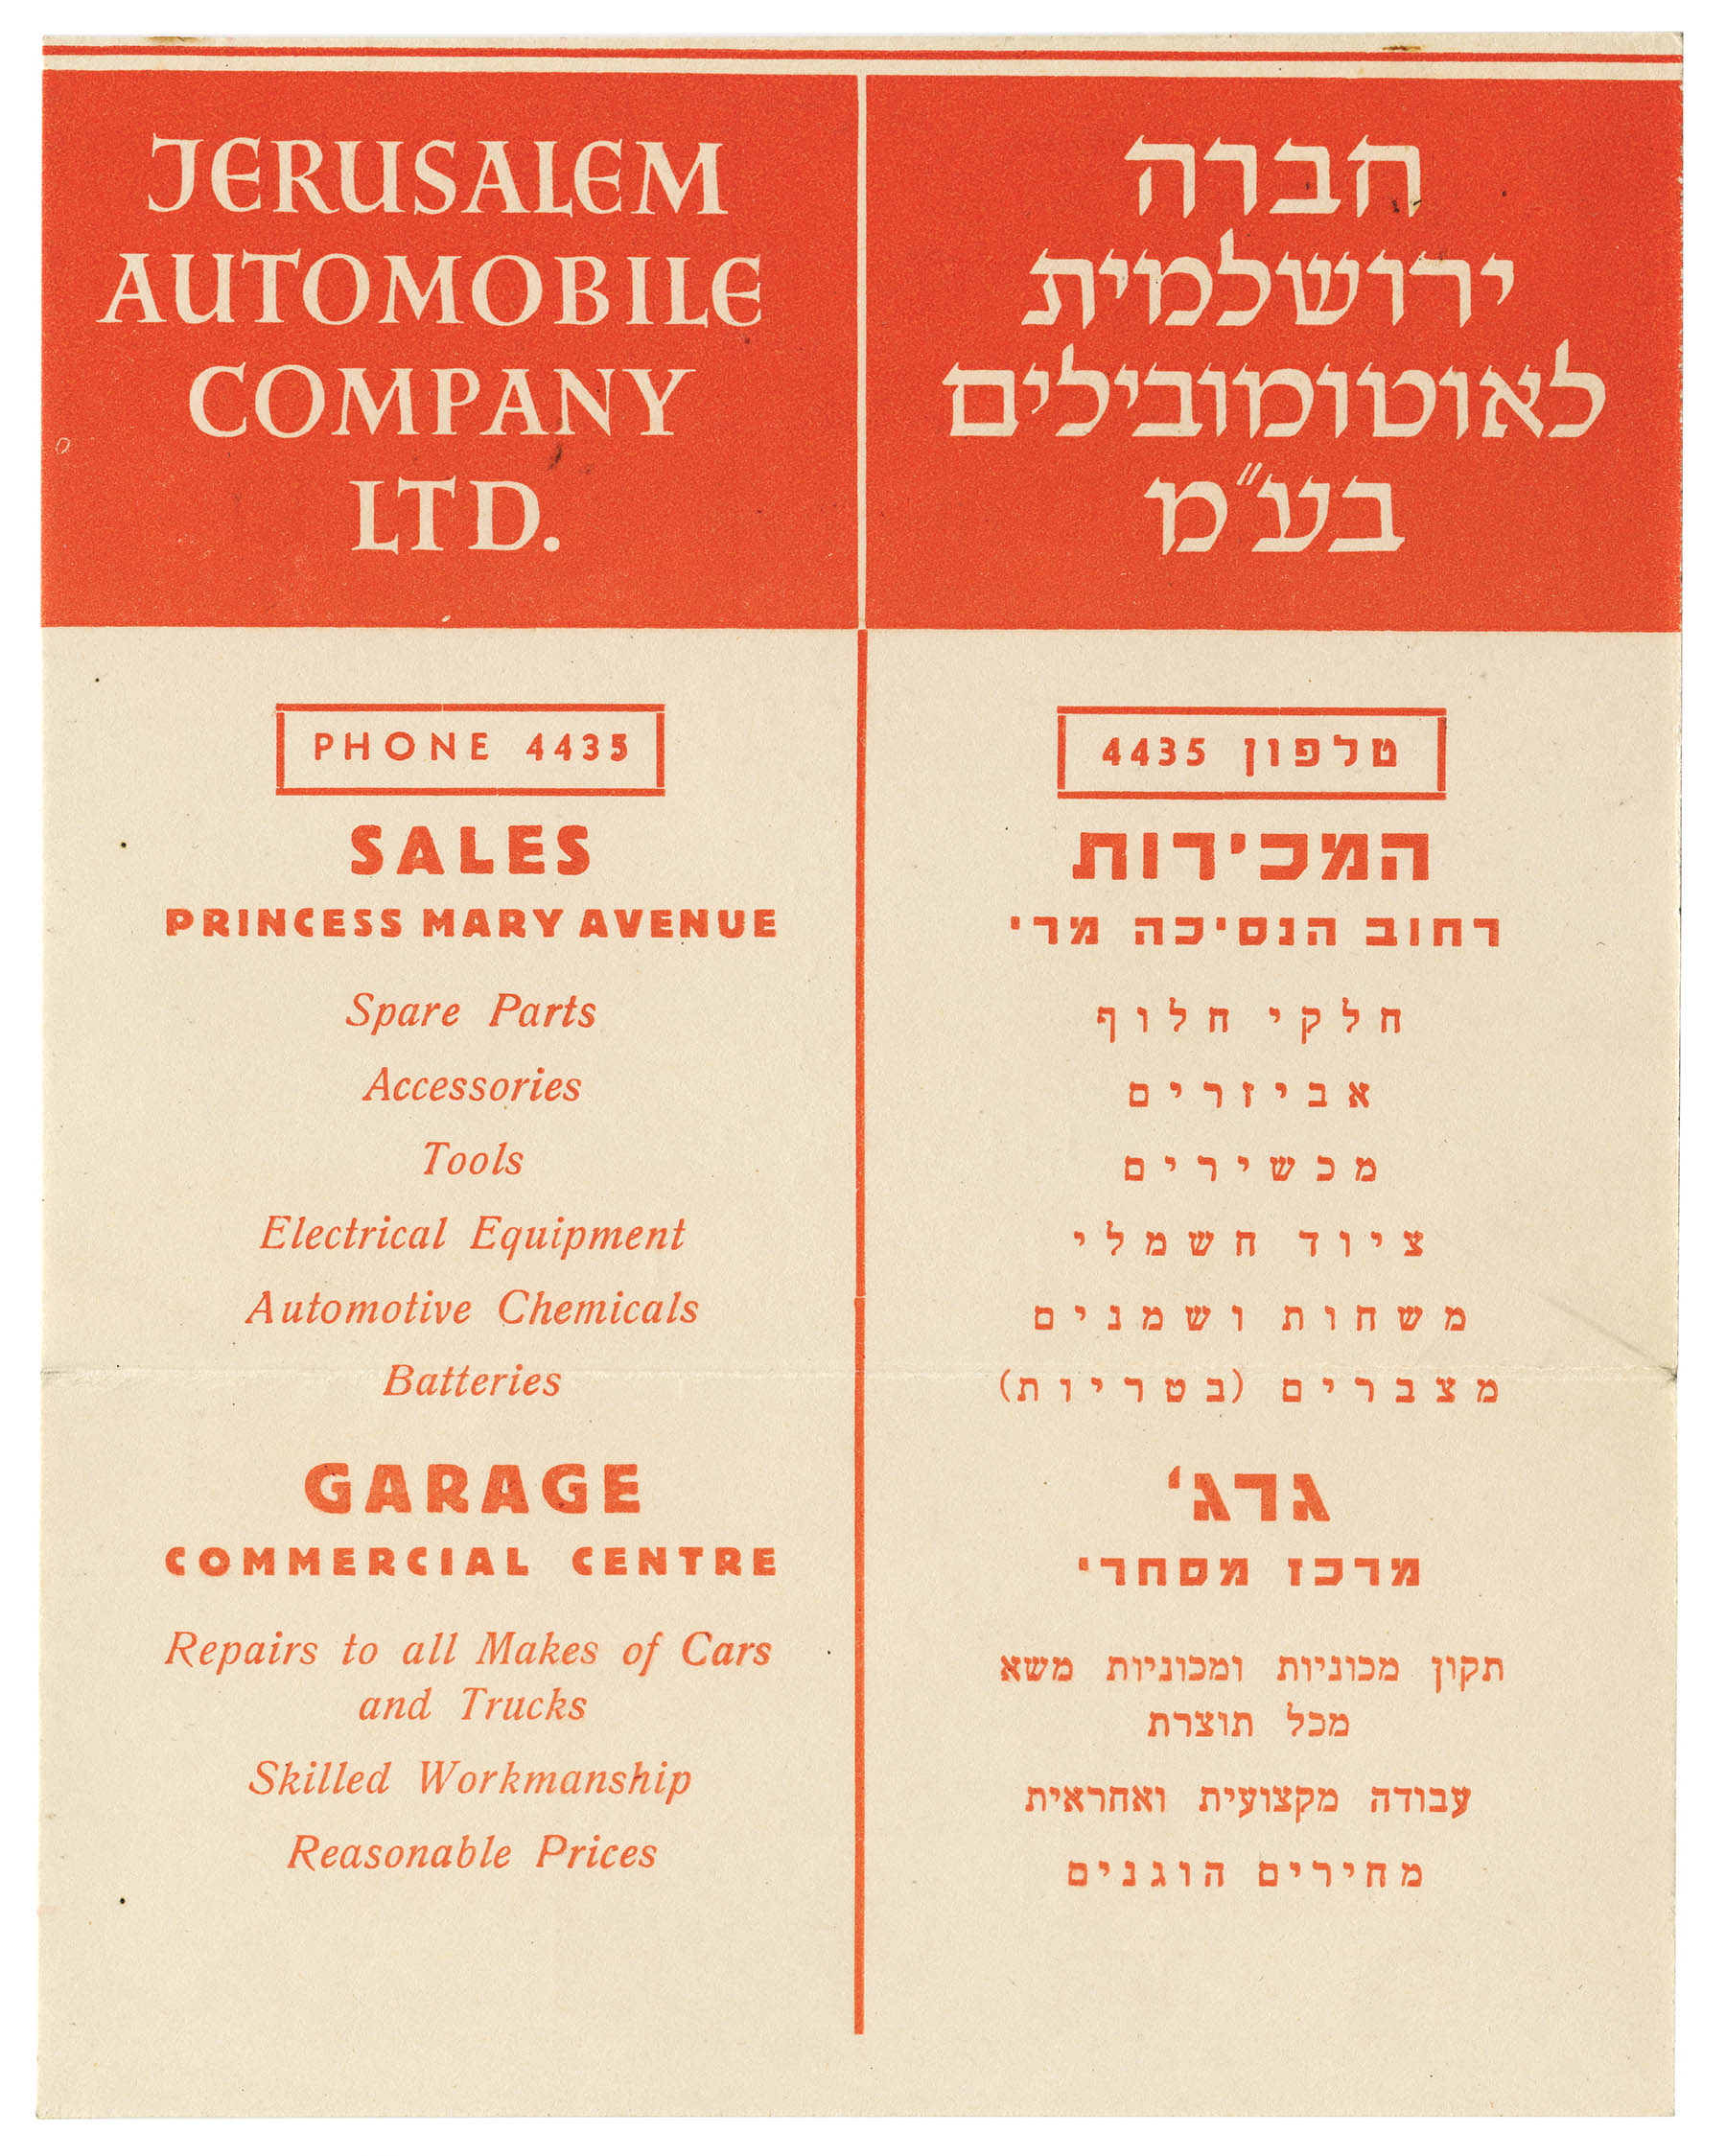 JERUSALEM
AUTOMOBILE
COMPANY
LTD.
PHONE 4435
SALES
PRINCESS MARY AVENUE
Spare Parts
Accessories
Tools
Electrical Equipment
Automotive Chemicals
Batteries
GARAGE
COMMERCIAL CENTRE
Repairs to all Makes of Cars
and Trucks
Skilled Workmanship
Reasonable Prices
חברה
ירושלמית
לאוטומובילים
בע"מ
טלפון 4435
המכירות
רחוב הנסיכה מרי
חלקי חלוף
אביזרים
מכשירים
ציוד חשמלי
משחות ושמנים
מצברים (בטריות)
גרג'
מרכז מסחרי
תקון מכוניות ומכוניות משא
מכל תוצרת
עבודה מקצועית ואחראית
מחירים הוגנים